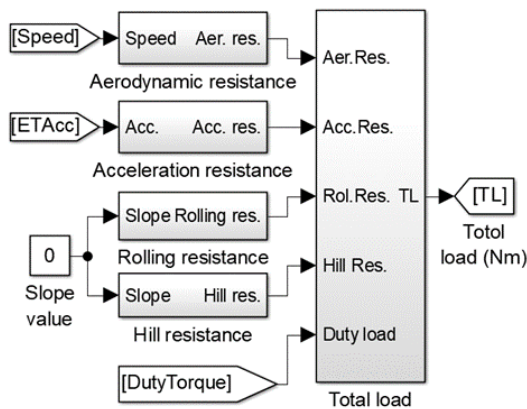 [Speed]
Speed Aer. res.
Aerodynamic resistance
Aer.Res.
[ETAcc]
Acc. Acc. res.
Acceleration resistance
Acc.Res.
Slope Rolling res.
Rolling resistance
Rol.Res. TL
[TL]
Totol
load (Nm)
0
Slope
value
Slope Hill res.
Hill resistance
Hill Res.
[DutyTorque]
Duty load
Total load